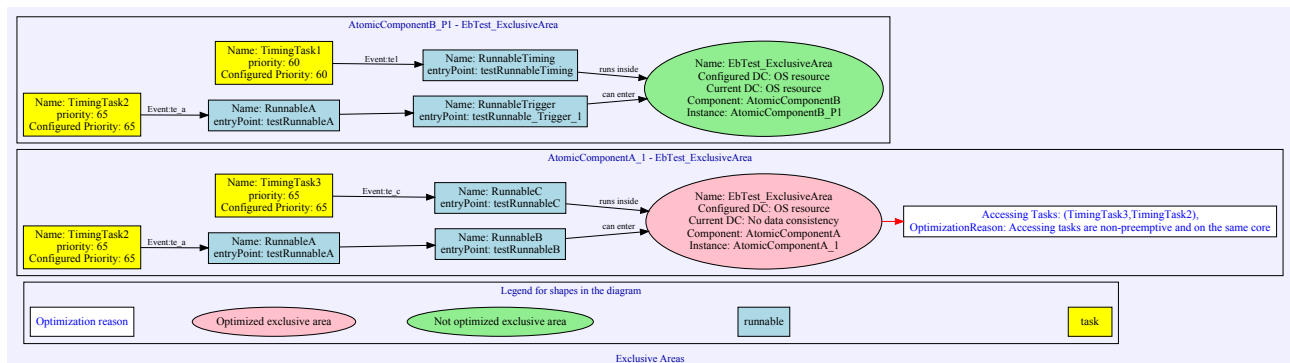 AtomicComponentB_P1 - EbTest_ExclusiveArea
Name: TimingTask1
priority: 60
Configured Priority: 60
Event:te1
Name: RunnableTiming
entryPoint: testRunnableTiming
runs inside
Name: TimingTask2
priority: 65
Configured Priority: 65
Event:te_a
Name: RunnableA
entryPoint: testRunnableA
Name: RunnableTrigger
entryPoint: testRunnable_Trigger_1
can enter
Name: EbTest_ExclusiveArea
Configured DC: OS resource
Current DC: OS resource
Component: AtomicComponentB
Instance: AtomicComponentB_P1
AtomicComponentA_1 - EbTest_ExclusiveArea
Name: TimingTask3
priority: 65
Configured Priority: 65
Event:te_c
Name: RunnableC
entryPoint: testRunnableC
runs inside
Name: TimingTask2
priority: 65
Configured Priority: 65
Event:te_a
Name: RunnableA
entryPoint: testRunnableA
Name: RunnableB
entryPoint: testRunnableB
can enter
Name: EbTest_ExclusiveArea
Configured DC: OS resource
Current DC: No data consistency
Component: AtomicComponentA
Instance: AtomicComponentA_1
Accessing Tasks: (TimingTask3,TimingTask2),
OptimizationReason: Accessing tasks are non-preemptive and on the same core
Legend for shapes in the diagram
Optimization reason
Optimized exclusive area
Not optimized exclusive area
runnable
task
Exclusive Areas